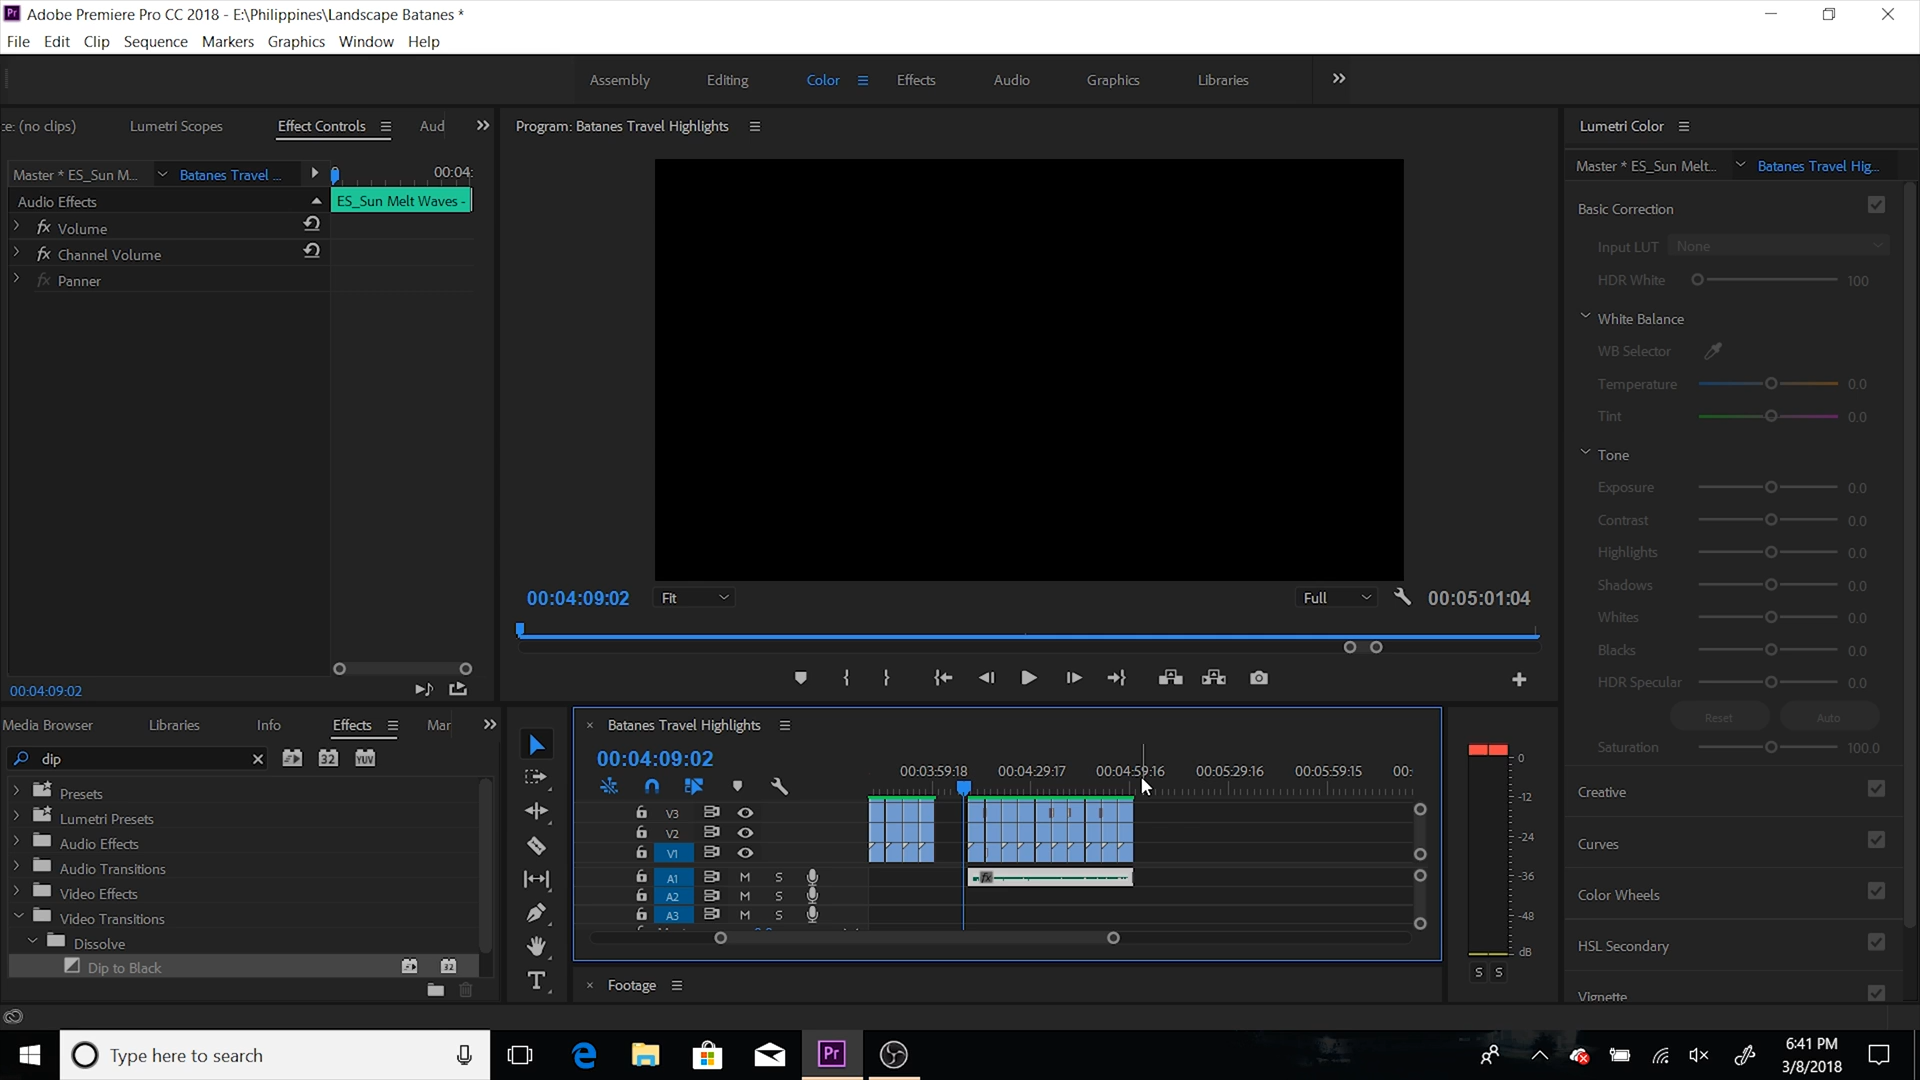 Adobe Premiere Pro CC 2018 - E:\Philippines\Landscape Batanes *
File Edit Clip Sequence Markers Graphics Window Help
Assembly Editing Color Effects Audio Graphics Libraries
ce: (no clips) Lumetri Scopes Effect Controls Aud
Program: Batanes Travel Highlights
Lumetri Color
Master * ES_Sun M... Batanes Travel ... 00:04:
Master * ES_Sun Melt... Batanes Travel Hig...
Audio Effects
ES_Sun Melt Waves -
fx Volume
fx Channel Volume
fx Panner
Basic Correction
Input LUT None
HDR White 100
White Balance
WB Selector
Temperature 0.0
Tint 0.0
Tone
Exposure 0.0
Contrast 0.0
Highlights 0.0
Shadows 0.0
Whites 0.0
Blacks 0.0
HDR Specular 0.0
Reset Auto
Saturation 100.0
Creative
Curves
Color Wheels
HSL Secondary
Vignette
00:04:09:02 Fit Full 00:05:01:04
00:04:09:02
Media Browser Libraries Info Effects Mar
dip 32 YUV
Presets
Lumetri Presets
Audio Effects
Audio Transitions
Video Effects
Video Transitions
Dissolve
Dip to Black 32
× Batanes Travel Highlights
00:04:09:02
00:03:59:18 00:04:29:17 00:04:59:16 00:05:29:16 00:05:59:15 00:
V3
V2
V1
A1 M S fx
A2 M S
A3 M S
× Footage
0
-12
-24
-36
-48
dB
S S
Type here to search
Pr
6:41 PM
3/8/2018